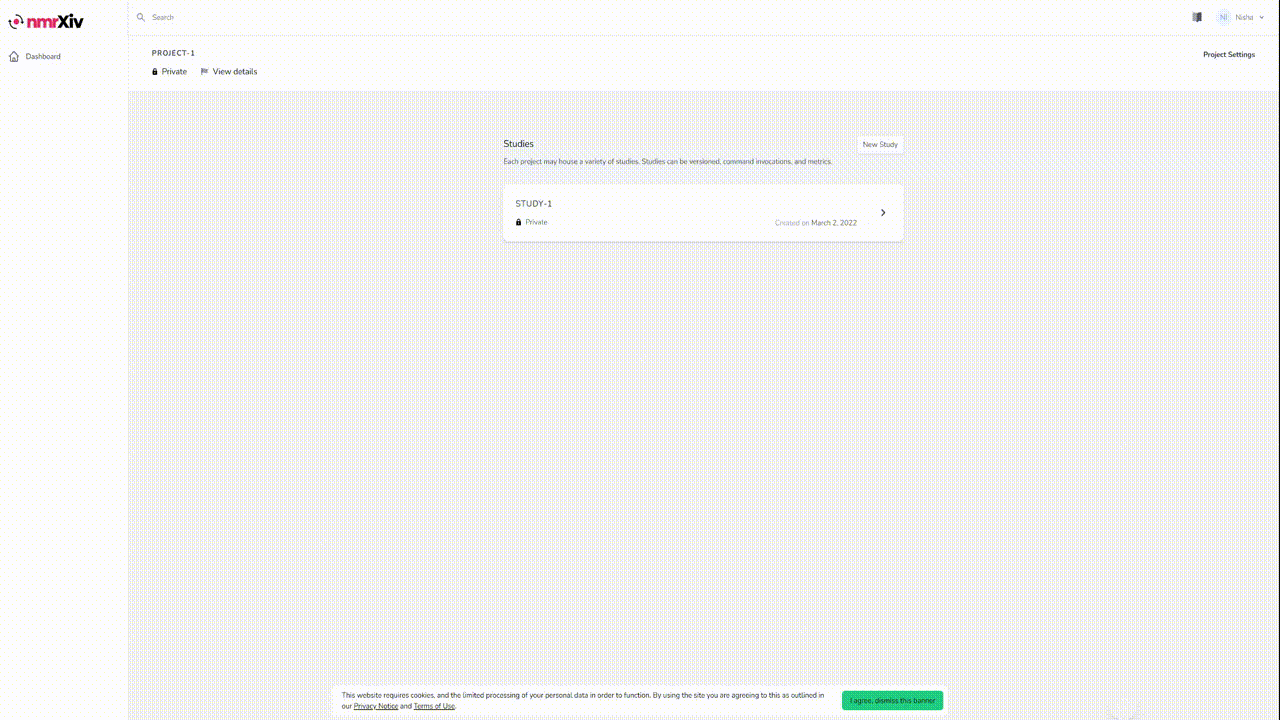 nmrXiv
Search
NI
Nisha
Dashboard
PROJECT-1
Private
View details
Project Settings
Studies
New Study
Each project may house a variety of studies. Studies can be versioned, command invocations, and metrics.
STUDY-1
Private
Created on March 2, 2022
This website requires cookies, and the limited processing of your personal data in order to function. By using the site you are agreeing to this as outlined in
our Privacy Notice and Terms of Use.
I agree, dismiss this banner